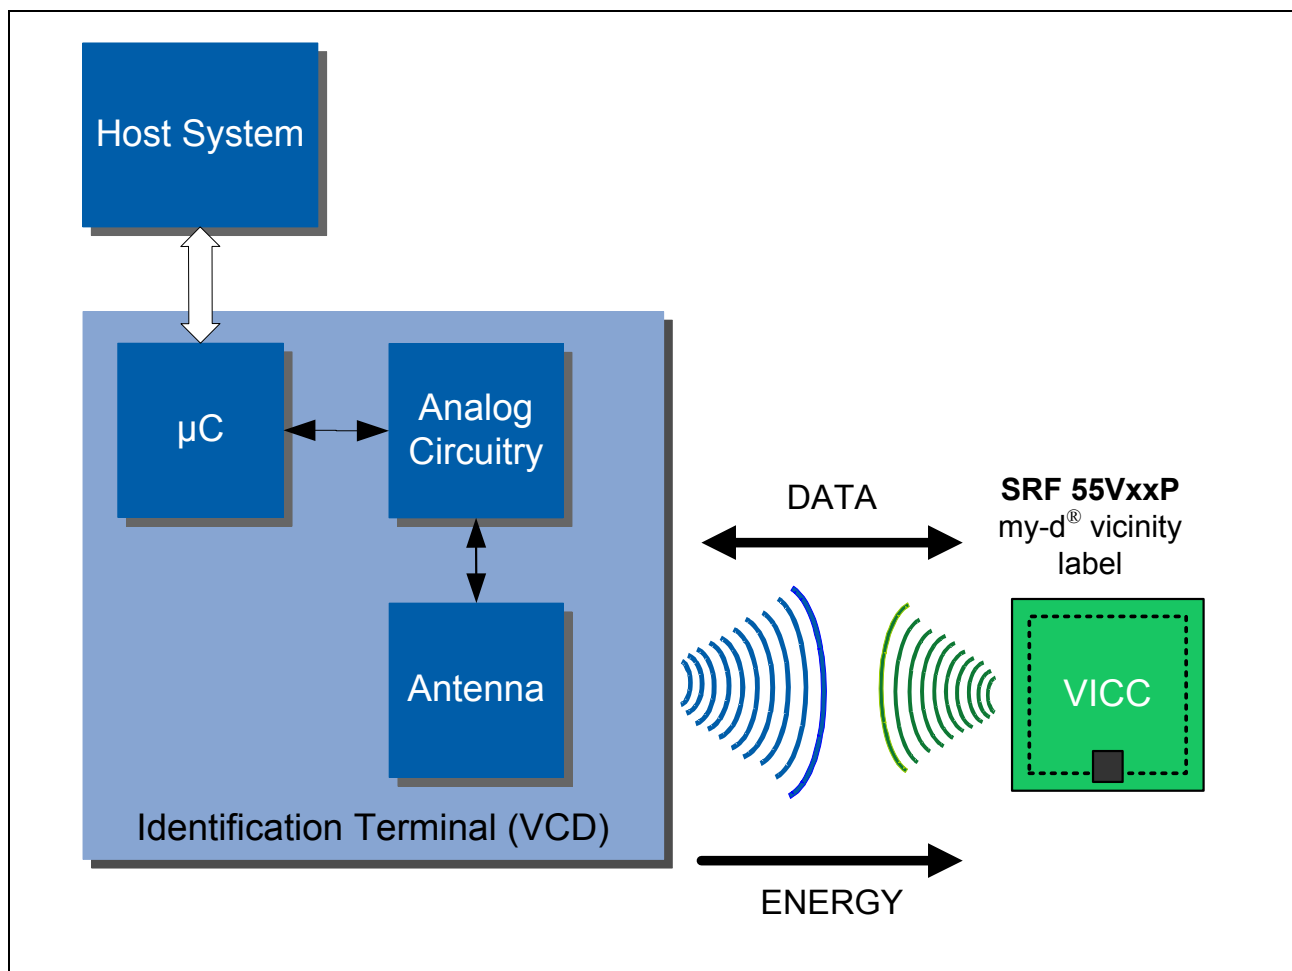 Host System
µC
Analog
Circuitry
Antenna
Identification Terminal (VCD)
DATA
ENERGY
SRF 55VxxP
my-d® vicinity
label
VICC